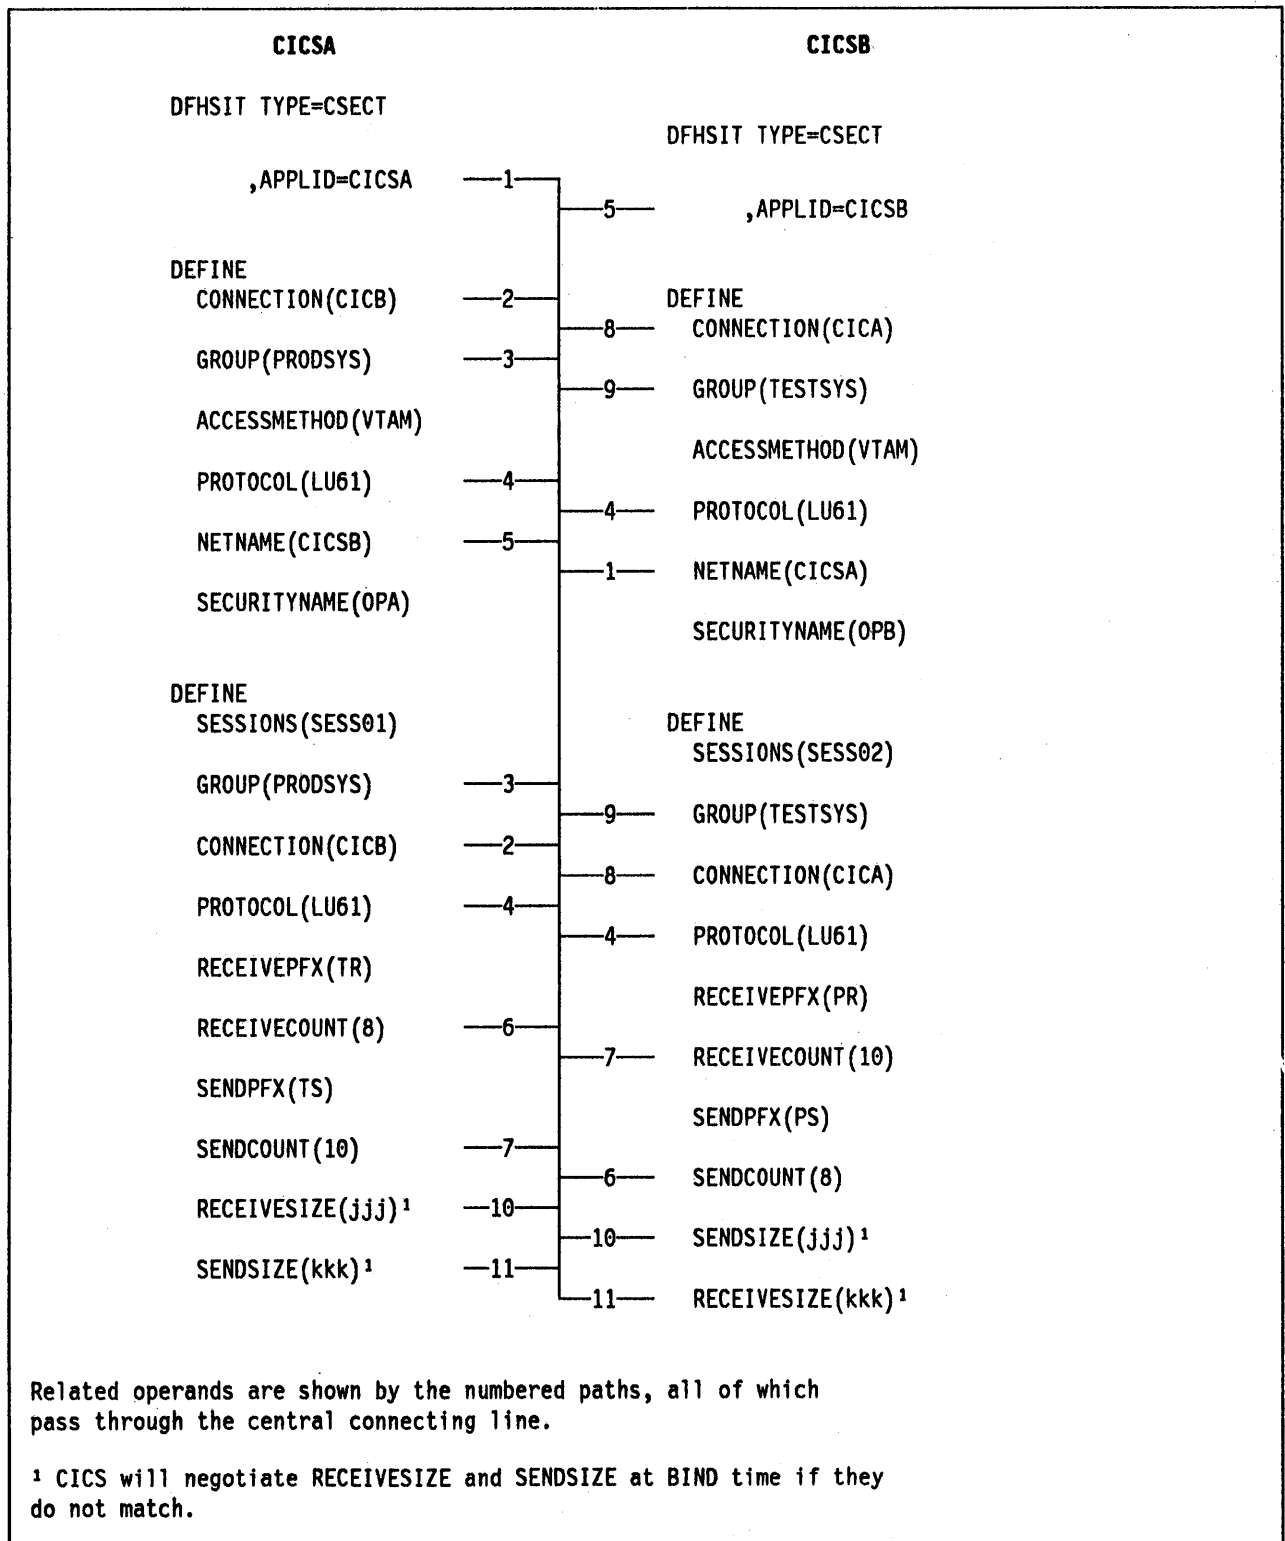 CICSA CICSB
DFHSIT TYPE=CSECT
DFHSIT TYPE=CSECT
,APPLID=CICSA 1
5 ,APPLID=CICSB
DEFINE
CONNECTION(CICB) 2 DEFINE
8 CONNECTION(CICA)
GROUP(PRODSYS) 3
9 GROUP(TESTSYS)
ACCESSMETHOD(VTAM)
ACCESSMETHOD(VTAM)
PROTOCOL(LU61) 4
4 PROTOCOL(LU61)
NETNAME(CICSB) 5
1 NETNAME(CICSA)
SECURITYNAME(OPA)
SECURITYNAME(OPB)
DEFINE
SESSIONS(SESS01) DEFINE
SESSIONS(SESS02)
GROUP(PRODSYS) 3
9 GROUP(TESTSYS)
CONNECTION(CICB) 2
8 CONNECTION(CICA)
PROTOCOL(LU61) 4
4 PROTOCOL(LU61)
RECEIVEPFX(TR)
RECEIVEPFX(PR)
RECEIVECOUNT(8) 6
7 RECEIVECOUNT(10)
SENDPFX(TS)
SENDPFX(PS)
SENDCOUNT(10) 7
6 SENDCOUNT(8)
RECEIVESIZE(jjj)¹ 10
10 SENDSIZE(jjj)¹
SENDSIZE(kkk)¹ 11
11 RECEIVESIZE(kkk)¹
Related operands are shown by the numbered paths, all of which
pass through the central connecting line.
¹ CICS will negotiate RECEIVESIZE and SENDSIZE at BIND time if they
do not match.